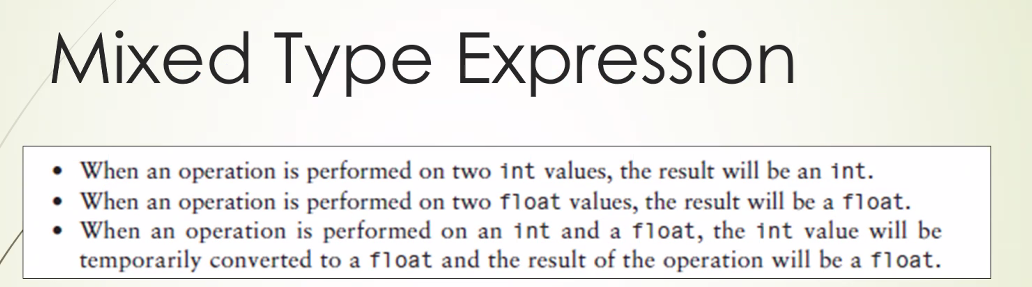 Mixed Type Expression
• When an operation is performed on two int values, the result will be an int.
• When an operation is performed on two float values, the result will be a float.
• When an operation is performed on an int and a float, the int value will be
temporarily converted to a float and the result of the operation will be a float.